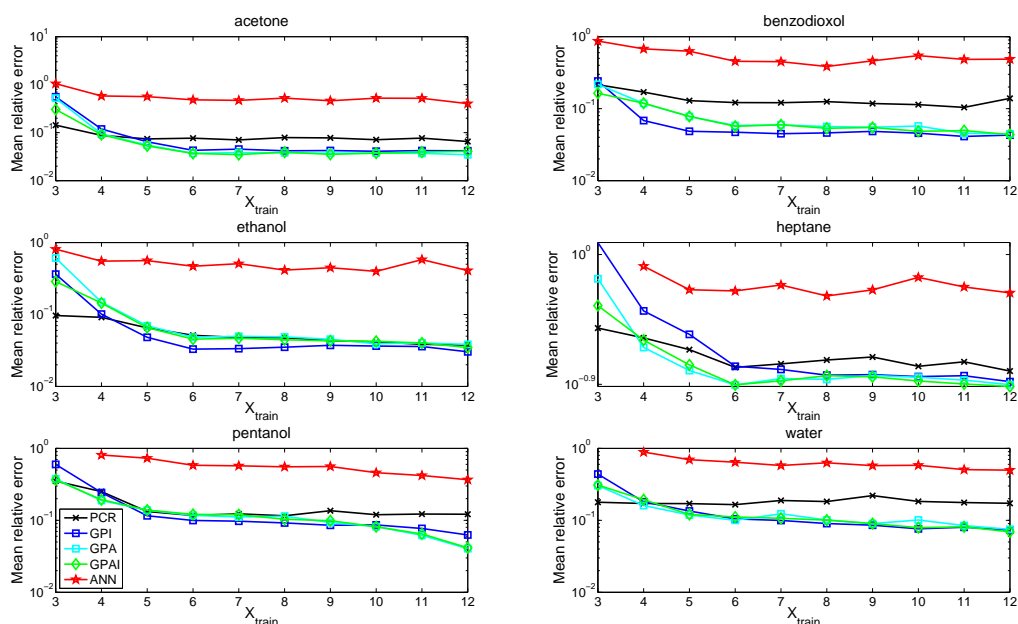 acetone
Mean relative error
10^1
10^0
10^−1
10^−2
3 4 5 6 7 8 9 10 11 12
X_train
benzodioxol
Mean relative error
10^0
10^−1
10^−2
3 4 5 6 7 8 9 10 11 12
X_train
ethanol
Mean relative error
10^0
10^−1
10^−2
3 4 5 6 7 8 9 10 11 12
X_train
heptane
Mean relative error
10^0
10^−0.9
3 4 5 6 7 8 9 10 11 12
X_train
pentanol
Mean relative error
10^0
10^−1
10^−2
PCR
GPI
GPA
GPAI
ANN
3 4 5 6 7 8 9 10 11 12
X_train
water
Mean relative error
10^0
10^−1
10^−2
3 4 5 6 7 8 9 10 11 12
X_train